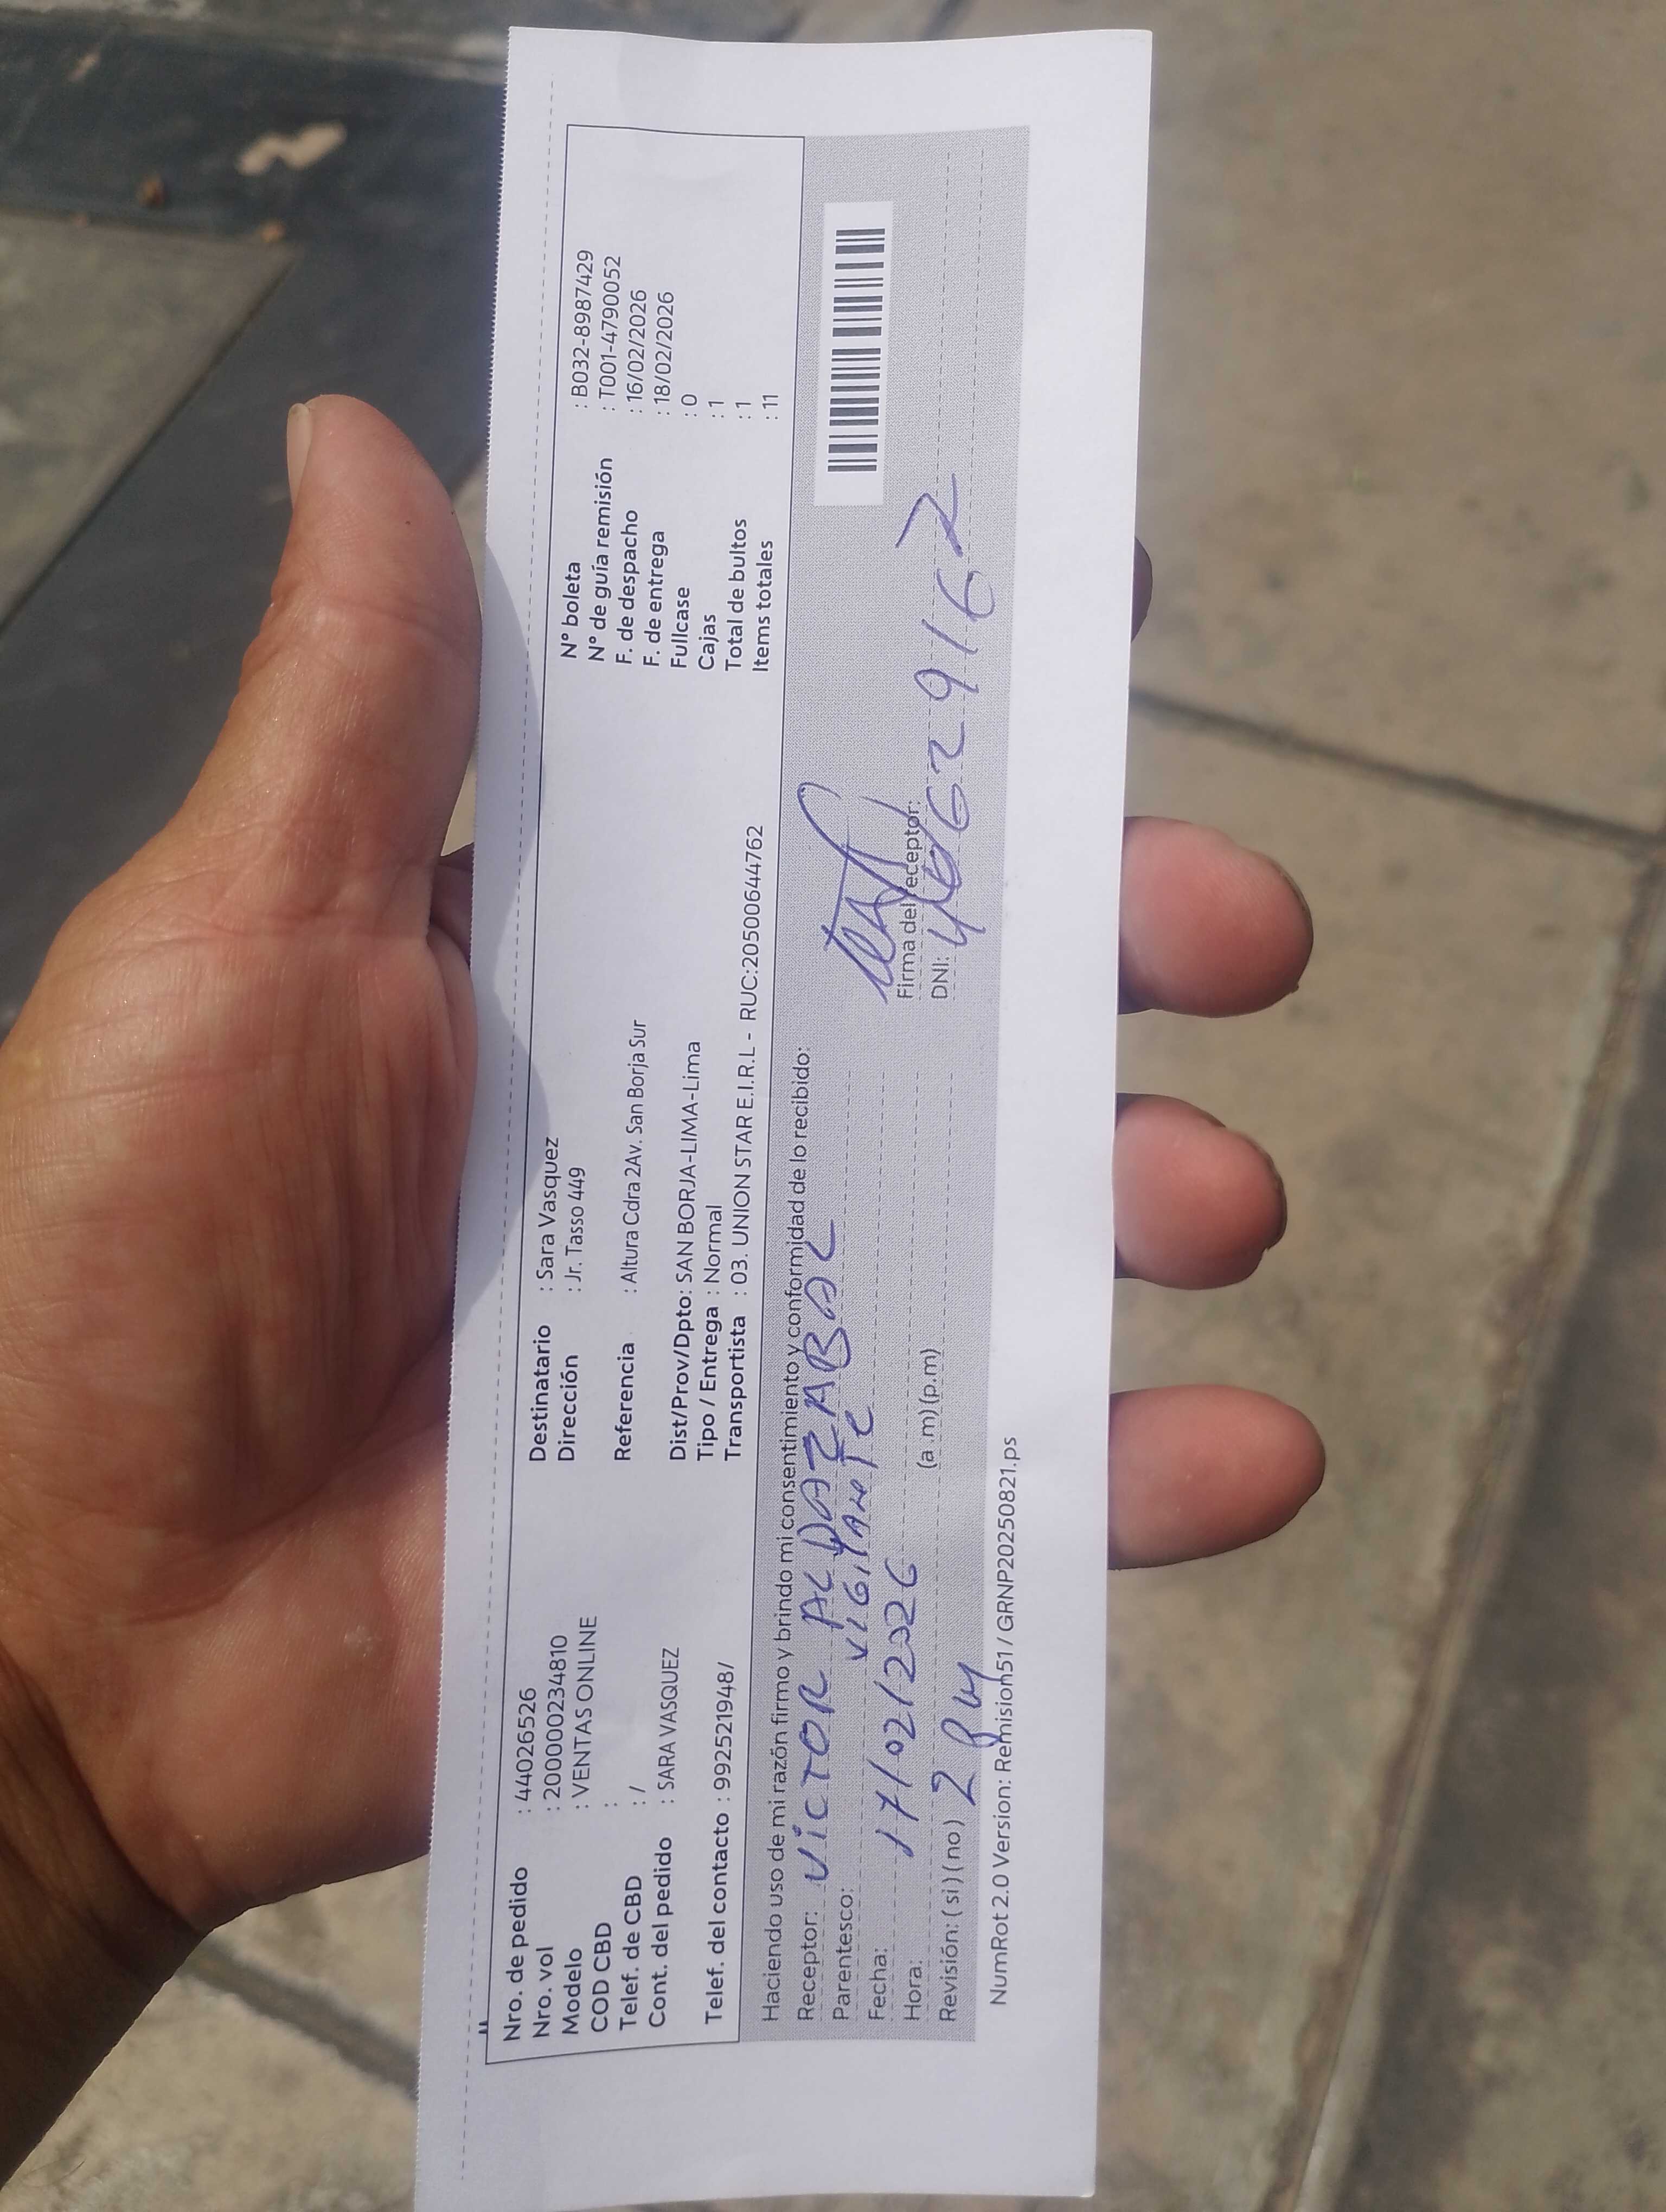 Nro. de pedido : 44026526
Nro. vol : 2000000234810
Modelo : VENTAS ONLINE
COD CBD :
Telef. de CBD : /
Cont. del pedido : SARA VASQUEZ
Telef. del contacto : 992521948/
Destinatario : Sara Vasquez
Dirección : Jr. Tasso 449
Referencia : Altura Cdra 2Av. San Borja Sur
Dist/Prov/Dpto: SAN BORJA-LIMA-Lima
Tipo / Entrega : Normal
Transportista : 03. UNION STAR E.I.R.L - RUC:20500644762
N° boleta : B032-8987429
N° de guía remisión : T001-4790052
F. de despacho : 16/02/2026
F. de entrega : 18/02/2026
Fullcase : 0
Cajas : 1
Total de bultos : 1
Items totales : 11
Haciendo uso de mi razón firmo y brindo mi consentimiento y conformidad de lo recibido:
Receptor: VICTOR ALDAZABAL
Parentesco: VIGILANTE
Fecha: 17/02/2026
Hora: (a .m) (p.m)
Revisión: ( si ) ( no )
Firma del receptor:
DNI:
NumRot 2.0 Version: Remision51 / GRNP20250821.ps